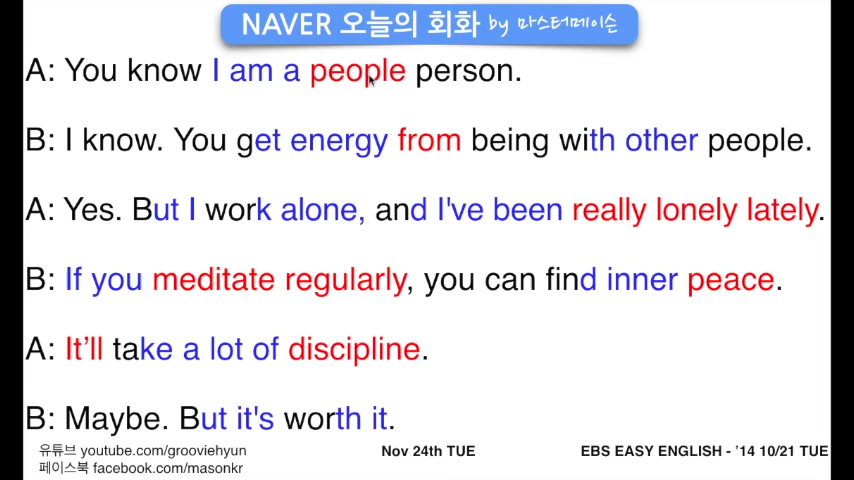 NAVER 오늘의 회화 by 마스터메이슨
A: You know I am a people person.
B: I know. You get energy from being with other people.
A: Yes. But I work alone, and I've been really lonely lately.
B: If you meditate regularly, you can find inner peace.
A: It’ll take a lot of discipline.
B: Maybe. But it's worth it.
유튜브 youtube.com/grooviehyun
페이스북 facebook.com/masonkr
Nov 24th TUE
EBS EASY ENGLISH - ’14 10/21 TUE